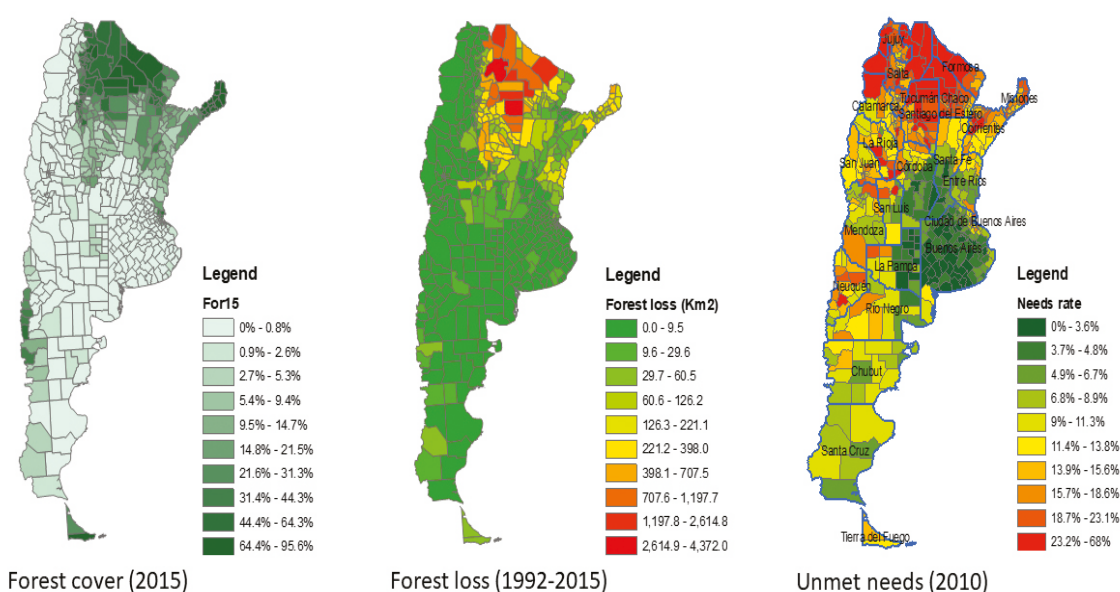 Legend
For15
0% - 0.8%
0.9% - 2.6%
2.7% - 5.3%
5.4% - 9.4%
9.5% - 14.7%
14.8% - 21.5%
21.6% - 31.3%
31.4% - 44.3%
44.4% - 64.3%
64.4% - 95.6%
Forest cover (2015)
Legend
Forest loss (Km2)
0.0 - 9.5
9.6 - 29.6
29.7 - 60.5
60.6 - 126.2
126.3 - 221.1
221.2 - 398.0
398.1 - 707.5
707.6 - 1,197.7
1,197.8 - 2,614.8
2,614.9 - 4,372.0
Forest loss (1992-2015)
Jujuy
Salta
Formosa
Tucumán Chaco
Misiones
Catamarca
Santiago del Estero
Corrientes
La Rioja
Santa Fe
San Juan
Córdoba
Entre Rios
San Luis
Ciudad de Buenos Aires
Mendoza
Buenos Aires
La Pampa
Neuquen
Rio Negro
Chubut
Santa Cruz
Tierra del Fuego
Legend
Needs rate
0% - 3.6%
3.7% - 4.8%
4.9% - 6.7%
6.8% - 8.9%
9% - 11.3%
11.4% - 13.8%
13.9% - 15.6%
15.7% - 18.6%
18.7% - 23.1%
23.2% - 68%
Unmet needs (2010)